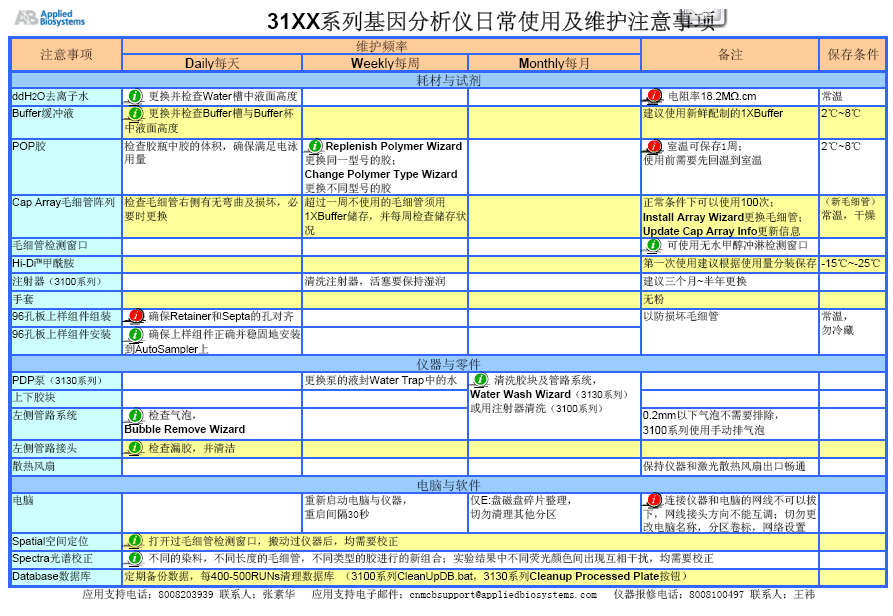 AB Applied
Biosystems
31XX系列基因分析仪日常使用及维护注意事项
注意事项
维护频率
备注
保存条件
Daily每天
Weekly每周
Monthly每月
耗材与试剂
ddH2O去离子水
更换并检查Water槽中液面高度
电阻率18.2MΩ.cm
常温
Buffer缓冲液
更换并检查Buffer槽与Buffer杯
中液面高度
建议使用新鲜配制的1XBuffer
2℃~8℃
POP胶
检查胶瓶中胶的体积，确保满足电泳
用量
Replenish Polymer Wizard
更换同一型号的胶；
Change Polymer Type Wizard
更换不同型号的胶
室温可保存1周；
使用前需要先回温到室温
2℃~8℃
Cap Array毛细管阵列
检查毛细管右侧有无弯曲及损坏，必
要时更换
超过一周不使用的毛细管须用
1XBuffer储存，并每周检查储存状
况
正常条件下可以使用100次；
Install Array Wizard更换毛细管；
Update Cap Array Info更新信息
（新毛细管）
常温，干燥
毛细管检测窗口
可使用无水甲醇冲淋检测窗口
Hi-Di™甲酰胺
第一次使用建议根据使用量分装保存
-15℃~-25℃
注射器（3100系列）
清洗注射器，活塞要保持湿润
建议三个月~半年更换
手套
无粉
96孔板上样组件组装
确保Retainer和Septa的孔对齐
以防损坏毛细管
常温，
勿冷藏
96孔板上样组件安装
确保上样组件正确并稳固地安装
到AutoSampler上
仪器与零件
PDP泵（3130系列）
更换泵的液封Water Trap中的水
清洗胶块及管路系统，
Water Wash Wizard（3130系列）
或用注射器清洗（3100系列）
上下胶块
左侧管路系统
检查气泡，
Bubble Remove Wizard
0.2mm以下气泡不需要排除，
3100系列使用手动排气泡
左侧管路接头
检查漏胶，并清洁
散热风扇
保持仪器和激光散热风扇出口畅通
电脑与软件
电脑
重新启动电脑与仪器，
重启间隔30秒
仅E:盘磁盘碎片整理，
切勿清理其他分区
连接仪器和电脑的网线不可以拔
下，网线接头方向不能互调；切勿更
改电脑名称，分区卷标，网络设置
Spatial空间定位
打开过毛细管检测窗口，搬动过仪器后，均需要校正
Spectra光谱校正
不同的染料，不同长度的毛细管，不同类型的胶进行的新组合；实验结果中不同荧光颜色间出现互相干扰，均需要校正
Database数据库
定期备份数据，每400-500RUNs清理数据库 （3100系列CleanUpDB.bat，3130系列Cleanup Processed Plate按钮）
应用支持电话：8008203939 联系人：张素华 应用支持电子邮件：cnmcbsupport@appliedbiosystems.com 仪器报修电话：8008100497 联系人：王祎